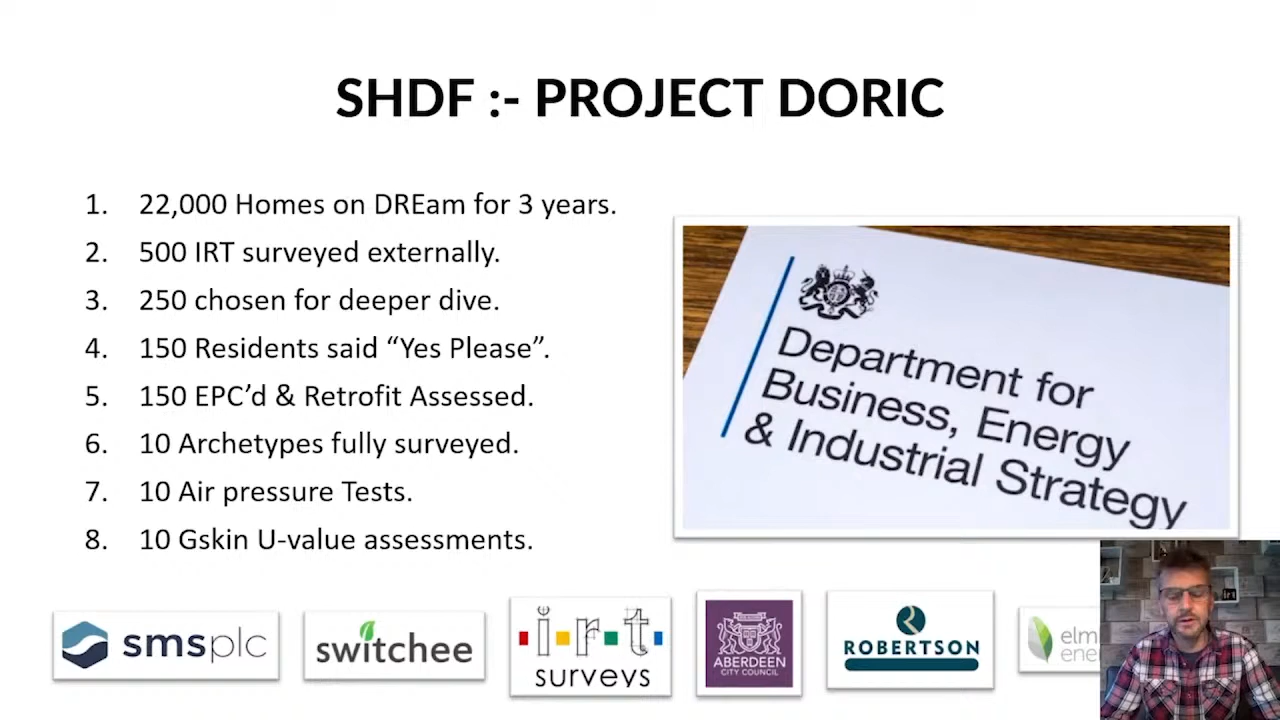 SHDF :- PROJECT DORIC
1. 22,000 Homes on DREam for 3 years.
2. 500 IRT surveyed externally.
3. 250 chosen for deeper dive.
4. 150 Residents said “Yes Please”.
5. 150 EPC’d & Retrofit Assessed.
6. 10 Archetypes fully surveyed.
7. 10 Air pressure Tests.
8. 10 Gskin U-value assessments.
Department for
Business, Energy
& Industrial Strategy
smsplc
switchee
i.r.t
surveys
ABERDEEN
CITY COUNCIL
ROBERTSON